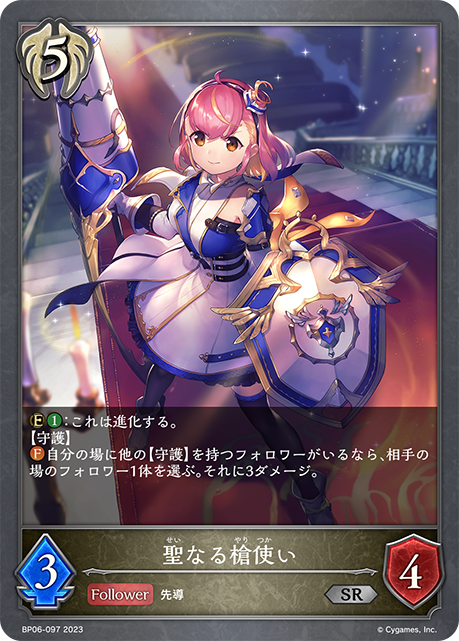 5
E 1:これは進化する。
【守護】
F 自分の場に他の【守護】を持つフォロワーがいるなら、相手の
場のフォロワー1体を選ぶ。それに3ダメージ。
せい やり つか
聖なる槍使い
3
Follower 先導
SR
4
BP06-097 2023
© Cygames, Inc.